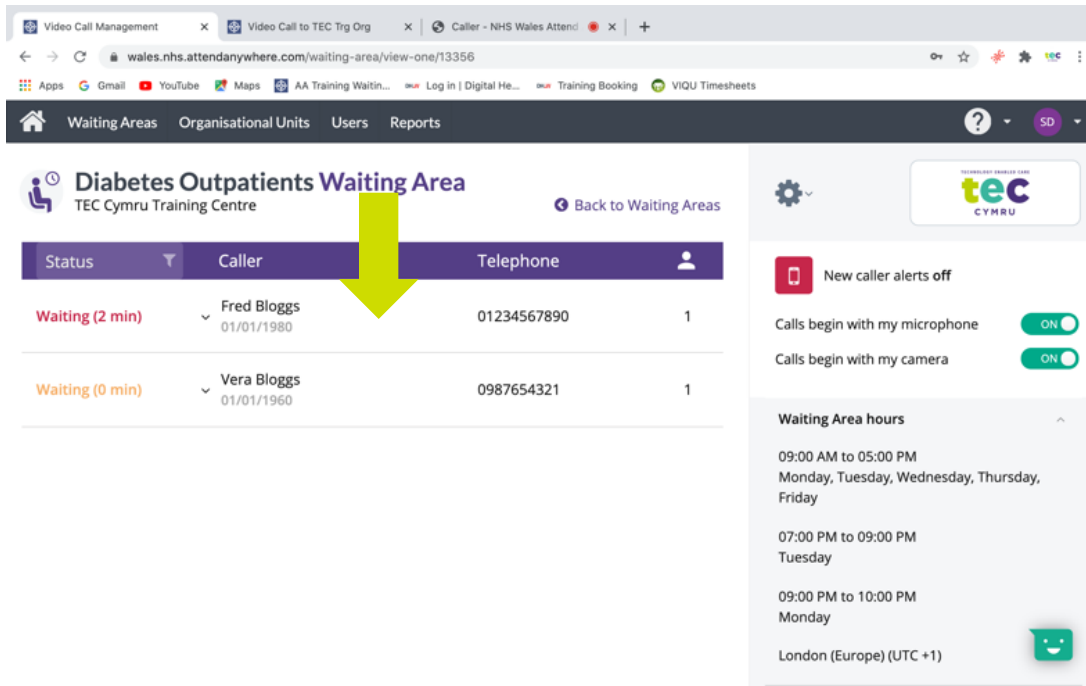 Video Call Management
Video Call to TEC Trg Org
Caller - NHS Wales Attend
wales.nhs.attendanywhere.com/waiting-area/view-one/13356
tec
Apps
Gmail
YouTube
Maps
AA Training Waitin...
Log in | Digital He...
Training Booking
VIQU Timesheets
Waiting Areas
Organisational Units
Users
Reports
?
SD
Diabetes Outpatients Waiting Area
TEC Cymru Training Centre
Back to Waiting Areas
TECHNOLOGY ENABLED CARE
tec
CYMRU
Status
Caller
Telephone
Waiting (2 min)
Fred Bloggs
01/01/1980
01234567890
1
Waiting (0 min)
Vera Bloggs
01/01/1960
0987654321
1
New caller alerts off
Calls begin with my microphone
ON
Calls begin with my camera
ON
Waiting Area hours
09:00 AM to 05:00 PM
Monday, Tuesday, Wednesday, Thursday,
Friday
07:00 PM to 09:00 PM
Tuesday
09:00 PM to 10:00 PM
Monday
London (Europe) (UTC +1)